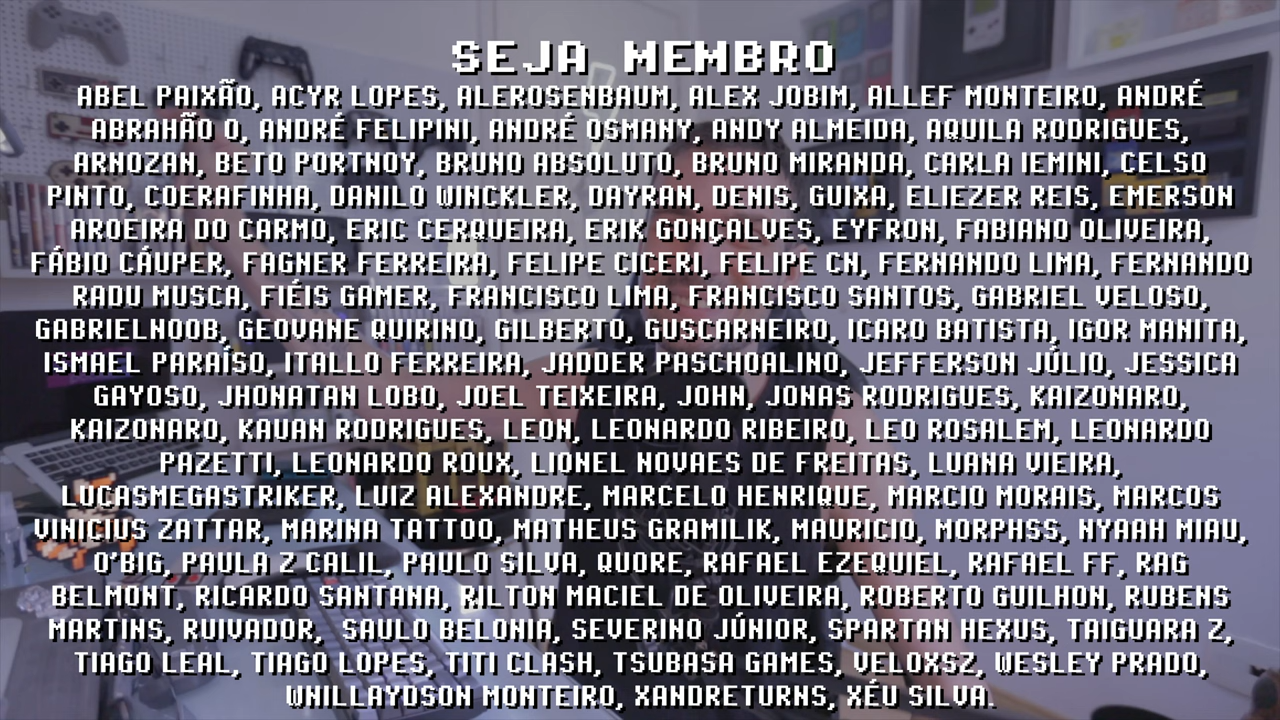 SEJA MEMBRO
ABEL PAIXÃO, ACYR LOPES, ALEROSENBAUM, ALEX JOBIM, ALLEF MONTEIRO, ANDRÉ
ABRAHÃO O, ANDRÉ FELIPINI, ANDRÉ OSMANY, ANDY ALMEIDA, AQUILA RODRIGUES,
ARNOZAN, BETO PORTNOY, BRUNO ABSOLUTO, BRUNO MIRANDA, CARLA IEMINI, CELSO
PINTO, COERAFINHA, DANILO WINCKLER, DAYRAN, DENIS, GUIXA, ELIEZER REIS, EMERSON
AROEIRA DO CARMO, ERIC CERQUEIRA, ERIK GONÇALVES, EYFRON, FABIANO OLIVEIRA,
FÁBIO CÁUPER, FAGNER FERREIRA, FELIPE CICERI, FELIPE CN, FERNANDO LIMA, FERNANDO
RADU MUSCA, FIÉIS GAMER, FRANCISCO LIMA, FRANCISCO SANTOS, GABRIEL VELOSO,
GABRIELNOOB, GEOVANE QUIRINO, GILBERTO, GUSCARNEIRO, ICARO BATISTA, IGOR MANITA,
ISMAEL PARAÍSO, ITALLO FERREIRA, JADDER PASCHOALINO, JEFFERSON JÚLIO, JESSICA
GAYOSO, JHONATAN LOBO, JOEL TEIXEIRA, JOHN, JONAS RODRIGUES, KAIZONARO,
KAIZONARO, KAUAN RODRIGUES, LEON, LEONARDO RIBEIRO, LEO ROSALEM, LEONARDO
PAZETTI, LEONARDO ROUX, LIONEL NOVAES DE FREITAS, LUANA VIEIRA,
LUCASMEGASTRIKER, LUIZ ALEXANDRE, MARCELO HENRIQUE, MARCIO MORAIS, MARCOS
VINICIUS ZATTAR, MARINA TATTOO, MATHEUS GRAMILIK, MAURICIO, MORPHSS, NYAAH MIAU,
O'BIG, PAULA Z CALIL, PAULO SILVA, QUORE, RAFAEL EZEQUIEL, RAFAEL FF, RAG
BELMONT, RICARDO SANTANA, RILTON MACIEL DE OLIVEIRA, ROBERTO GUILHON, RUBENS
MARTINS, RUIVADOR,  SAULO BELONIA, SEVERINO JÚNIOR, SPARTAN HEXUS, TAIGUARA Z,
TIAGO LEAL, TIAGO LOPES, TITI CLASH, TSUBASA GAMES, VELOXSZ, WESLEY PRADO,
WHILLAYDSON MONTEIRO, XANDRETURNS, XÉU SILVA.